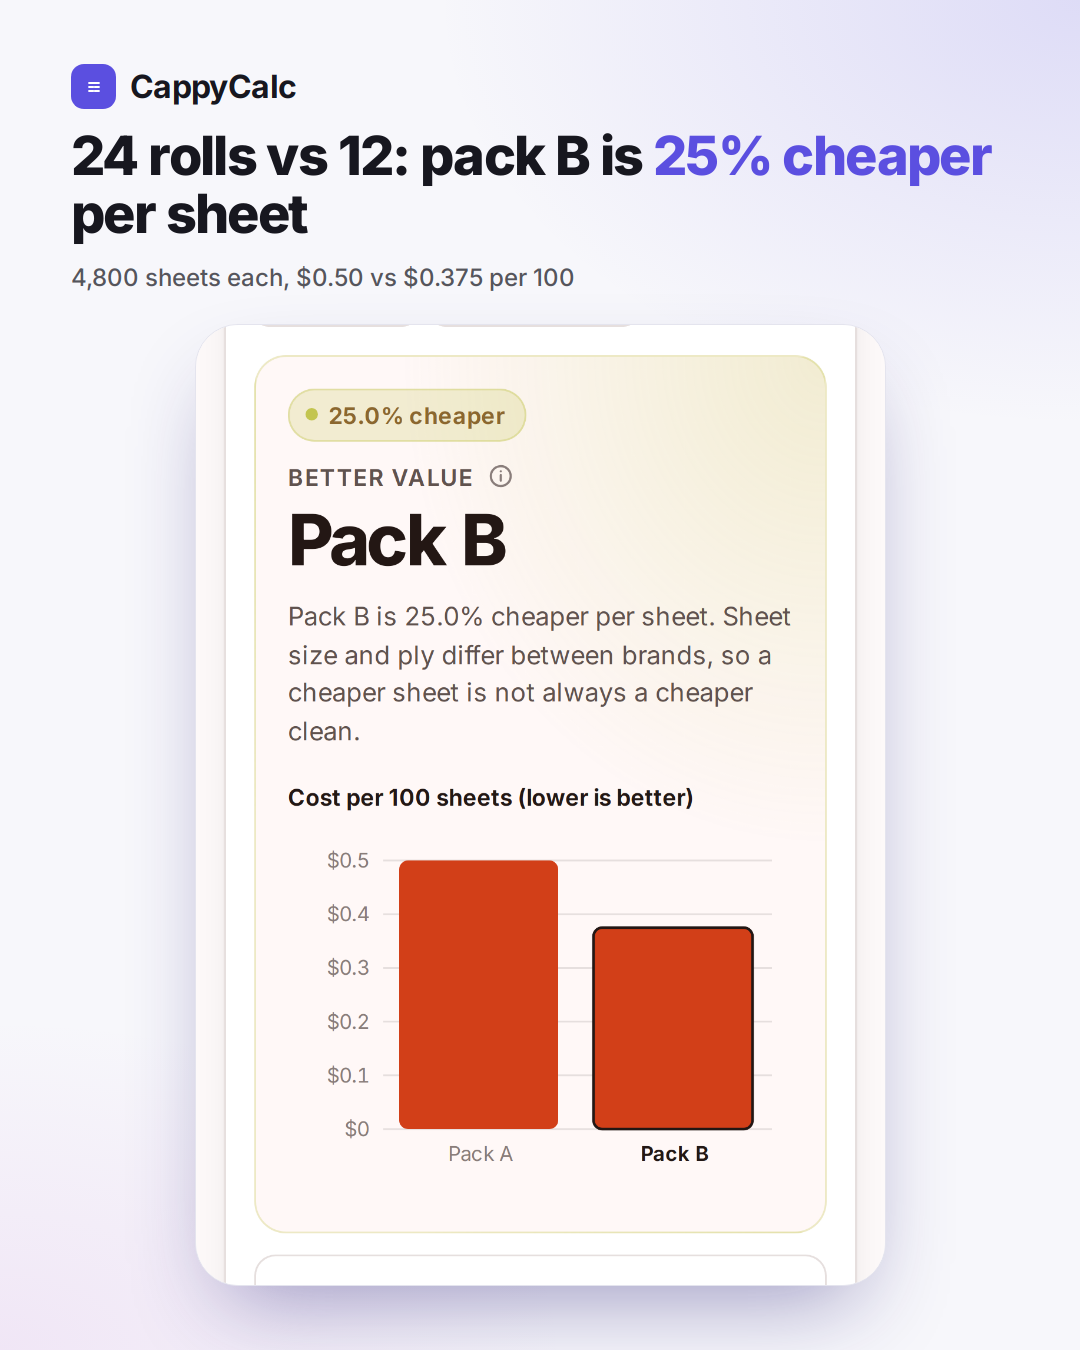 CappyCalc
24 rolls vs 12: pack B is 25% cheaper
per sheet
4,800 sheets each, $0.50 vs $0.375 per 100
25.0% cheaper
BETTER VALUE
Pack B
Pack B is 25.0% cheaper per sheet. Sheet
size and ply differ between brands, so a
cheaper sheet is not always a cheaper
clean.
Cost per 100 sheets (lower is better)
$0.5
$0.4
$0.3
$0.2
$0.1
$0
Pack A
Pack B